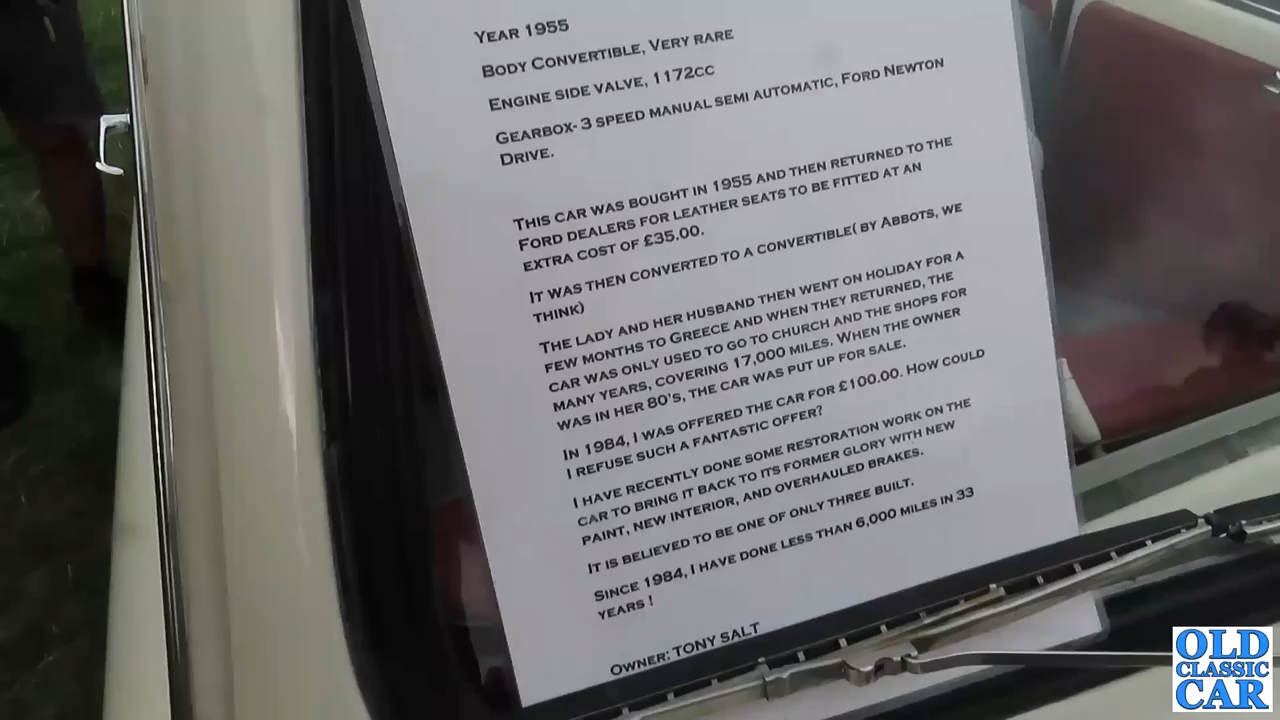 Year 1955
Body Convertible, Very rare
Engine side valve, 1172cc
Gearbox- 3 speed manual semi automatic, Ford Newton
Drive.
This car was bought in 1955 and then returned to the
Ford dealers for leather seats to be fitted at an
extra cost of £35.00.
It was then converted to a convertible( by Abbots, we
think)
The lady and her husband then went on holiday for a
few months to Greece and when they returned, the
car was only used to go to church and the shops for
many years, covering 17,000 miles. When the owner
was in her 80's, the car was put up for sale.
In 1984, I was offered the car for £100.00. How could
I refuse such a fantastic offer?
I have recently done some restoration work on the
car to bring it back to its former glory with new
paint, new interior, and overhauled brakes.
It is believed to be one of only three built.
Since 1984, I have done less than 6,000 miles in 33
years !
owner: TONY SALT
OLD
CLASSIC
CAR